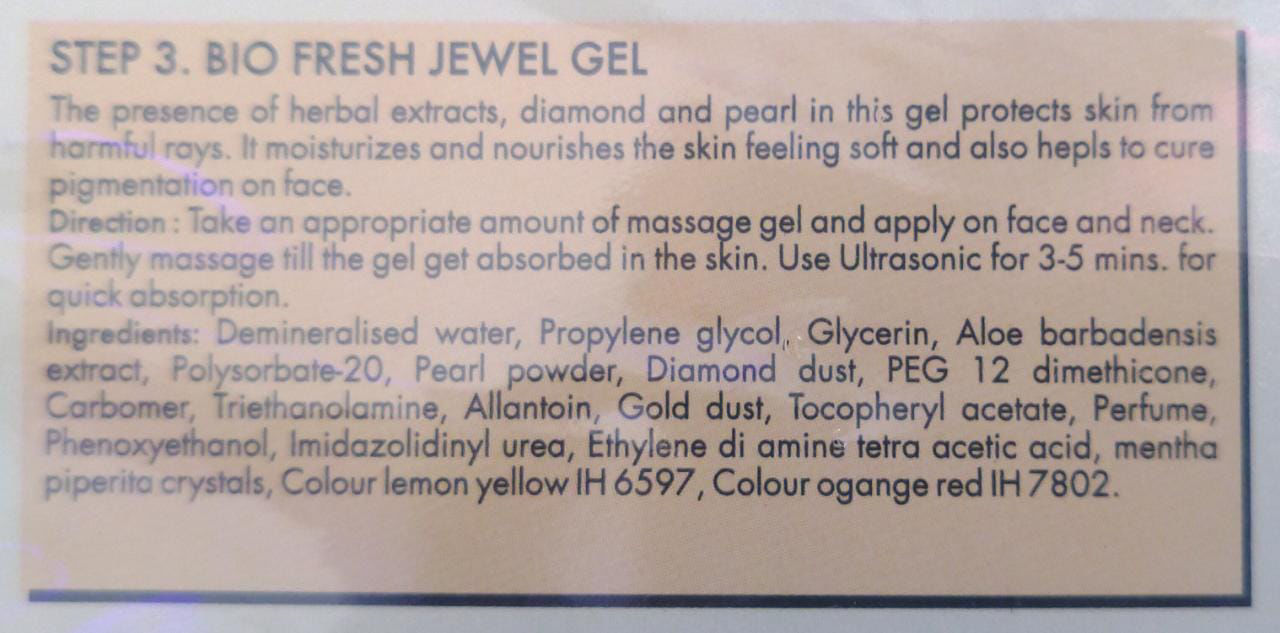 STEP 3. BIO FRESH JEWEL GEL
The presence of herbal extracts, diamond and pearl in this gel protects skin from
harmful rays. It moisturizes and nourishes the skin feeling soft and also hepls to cure
pigmentation on face.
Direction : Take an appropriate amount of massage gel and apply on face and neck.
Gently massage till the gel get absorbed in the skin. Use Ultrasonic for 3-5 mins. for
quick absorption.
Ingredients: Demineralised water, Propylene glycol, Glycerin, Aloe barbadensis
extract, Polysorbate-20, Pearl powder, Diamond dust, PEG 12 dimethicone,
Carbomer, Triethanolamine, Allantoin, Gold dust, Tocopheryl acetate, Perfume,
Phenoxyethanol, Imidazolidinyl urea, Ethylene di amine tetra acetic acid, mentha
piperita crystals, Colour lemon yellow IH 6597, Colour ogange red IH 7802.